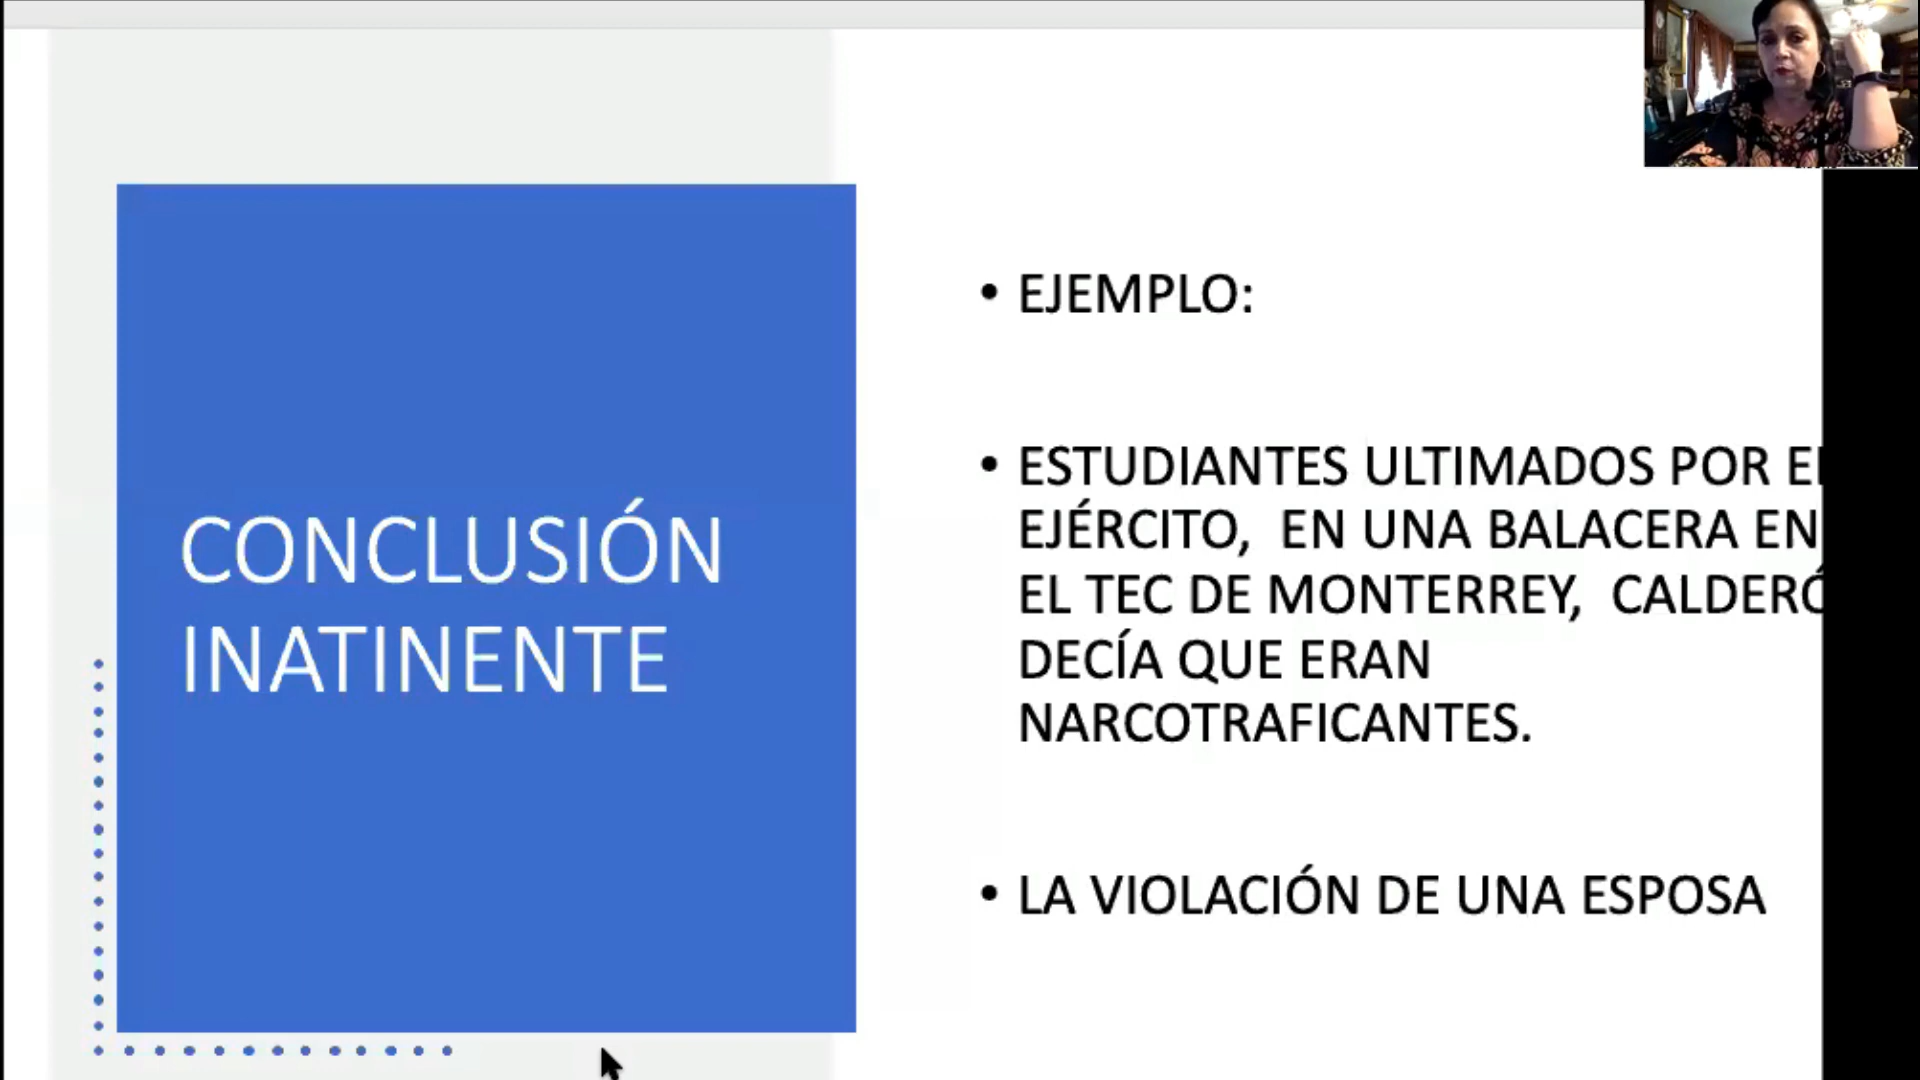 CONCLUSIÓN
INATINENTE
• EJEMPLO:
• ESTUDIANTES ULTIMADOS POR EL
EJÉRCITO, EN UNA BALACERA EN
EL TEC DE MONTERREY, CALDERÓ
DECÍA QUE ERAN
NARCOTRAFICANTES.
• LA VIOLACIÓN DE UNA ESPOSA